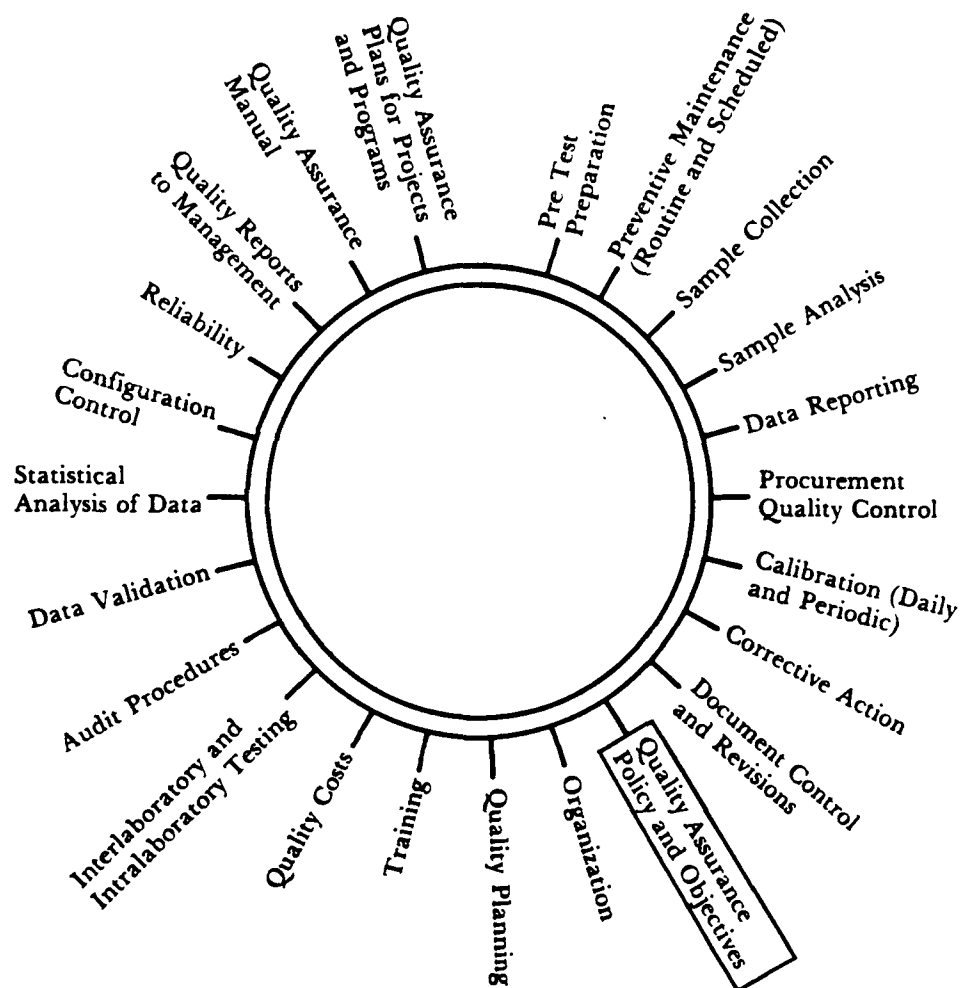 Quality Assurance
Plans for Projects
and Programs
Pre Test
Preparation
Preventive Maintenance
(Routine and Scheduled)
Sample Collection
Sample Analysis
Data Reporting
Procurement
Quality Control
Calibration (Daily
and Periodic)
Corrective Action
Document Control
and Revisions
Quality Assurance
Policy and Objectives
Organization
Quality Planning
Training
Quality Costs
Interlaboratory and
Intralaboratory Testing
Audit Procedures
Data Validation
Statistical
Analysis of Data
Configuration
Control
Reliability
Quality Reports
to Management
Quality Assurance
Manual